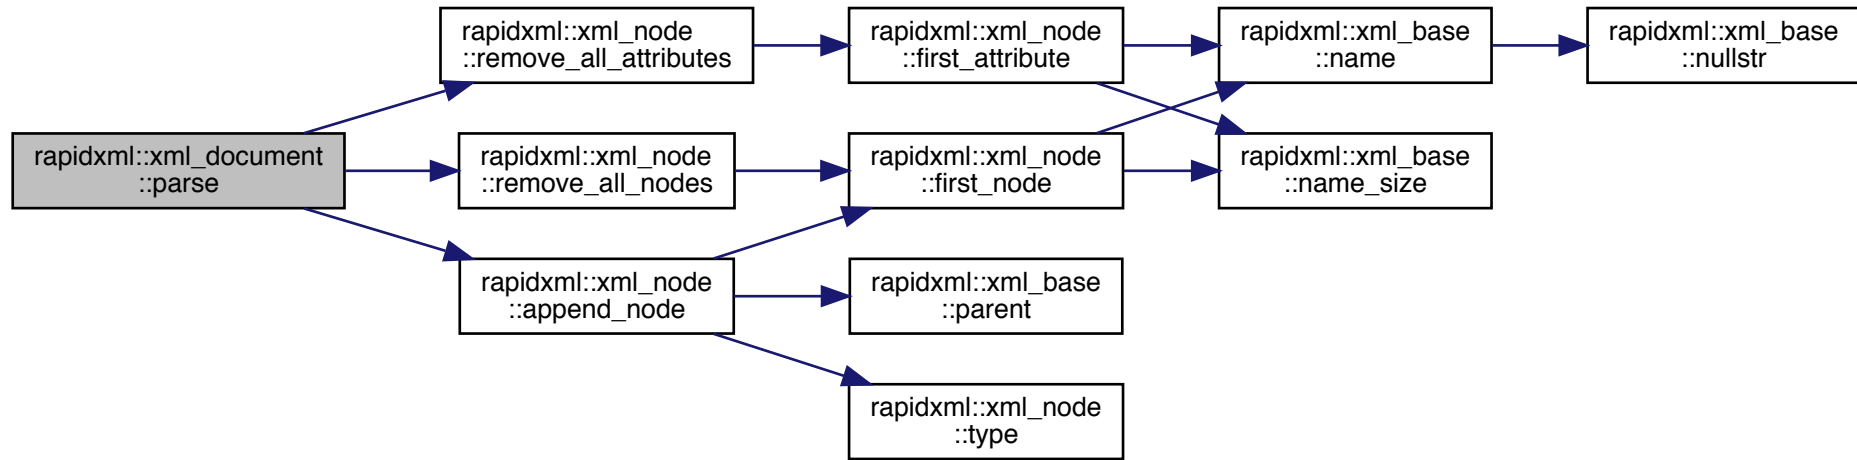 rapidxml::xml_document
::parse
rapidxml::xml_node
::remove_all_attributes
rapidxml::xml_node
::remove_all_nodes
rapidxml::xml_node
::append_node
rapidxml::xml_node
::first_attribute
rapidxml::xml_node
::first_node
rapidxml::xml_base
::parent
rapidxml::xml_node
::type
rapidxml::xml_base
::name
rapidxml::xml_base
::name_size
rapidxml::xml_base
::nullstr